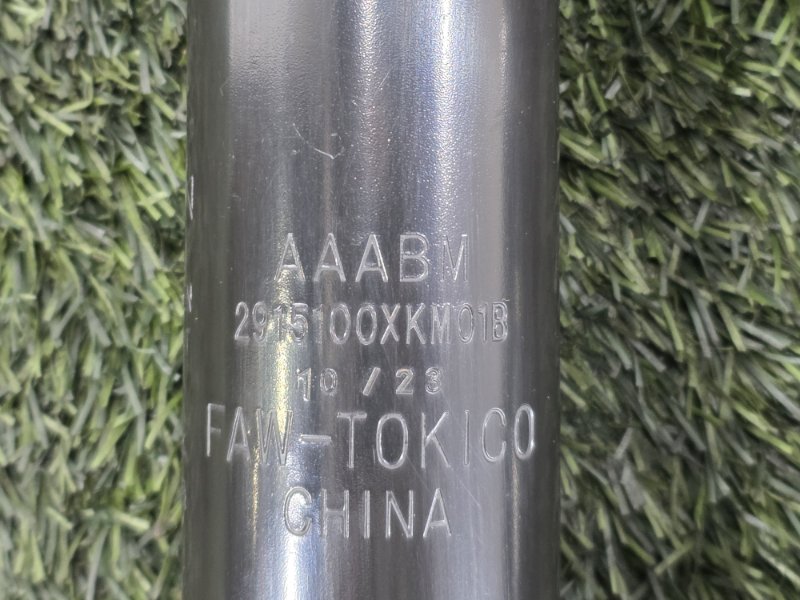 AAABM
2915100XKM01B
10 / 23
FAW-TOKICO
CHINA